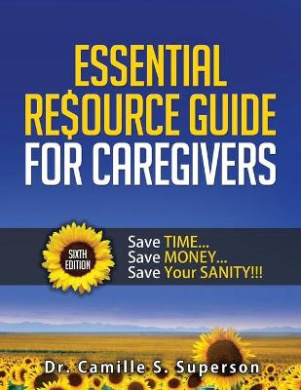 ESSENTIAL
RE$OURCE GUIDE
FOR CAREGIVERS
SIXTH
EDITION
Save TIME...
Save MONEY...
Save Your SANITY!!!
Dr. Camille S. Superson